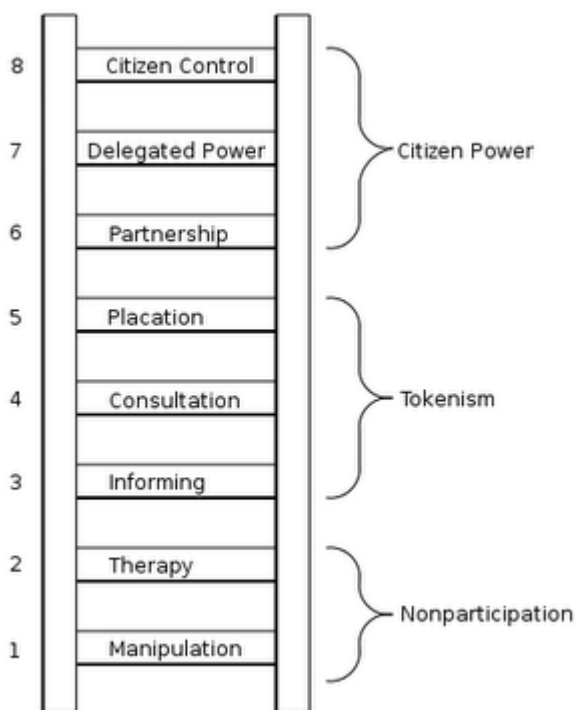 8 Citizen Control
7 Delegated Power Citizen Power
6 Partnership
5 Placation
4 Consultation Tokenism
3 Informing
2 Therapy
Nonparticipation
1 Manipulation